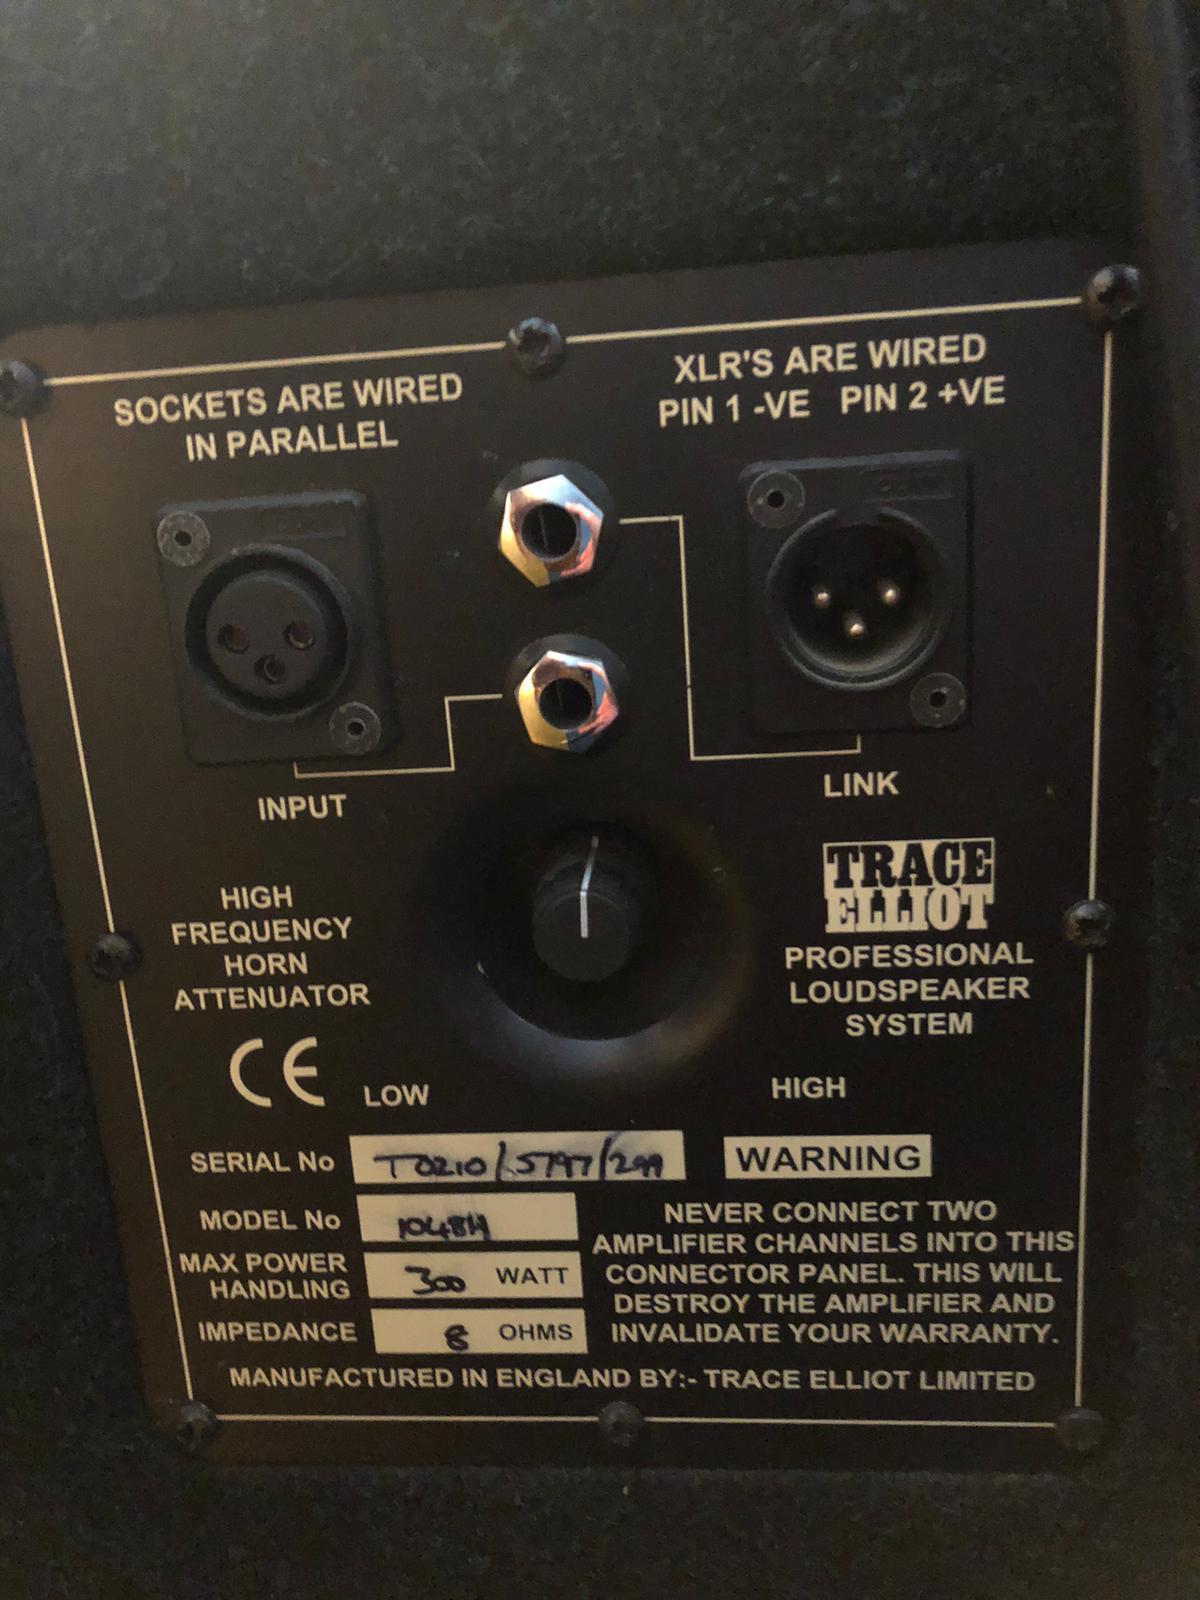 SOCKETS ARE WIRED
IN PARALLEL
XLR'S ARE WIRED
PIN 1 -VE PIN 2 +VE
INPUT
LINK
HIGH
FREQUENCY
HORN
ATTENUATOR
TRACE
ELLIOT
PROFESSIONAL
LOUDSPEAKER
SYSTEM
CE
LOW
HIGH
SERIAL No T0210/5797/299
MODEL No 1048H
MAX POWER
HANDLING 300 WATT
IMPEDANCE 8 OHMS
WARNING
NEVER CONNECT TWO
AMPLIFIER CHANNELS INTO THIS
CONNECTOR PANEL. THIS WILL
DESTROY THE AMPLIFIER AND
INVALIDATE YOUR WARRANTY.
MANUFACTURED IN ENGLAND BY:- TRACE ELLIOT LIMITED